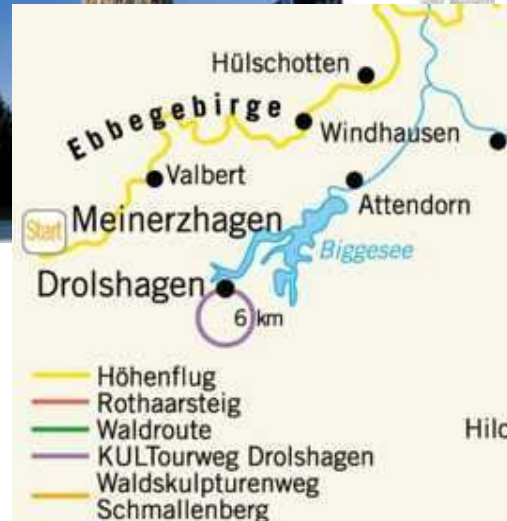 Hülschotten
Ebbegebirge
Windhausen
Valbert
Attendorn
Start
Meinerzhagen
Biggesee
Drolshagen
6 km
Höhenflug
Rothaarsteig
Waldroute
KULTourweg Drolshagen
Waldskulpturenweg
Schmallenberg